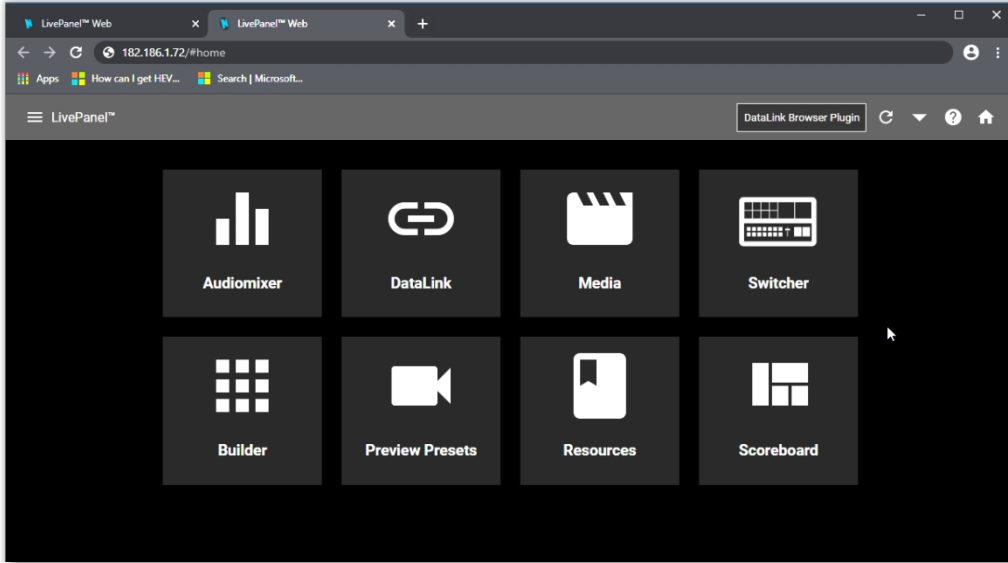 LivePanel™ Web
LivePanel™ Web
182.186.1.72/#home
Apps How can I get HEV... Search | Microsoft...
LivePanel™ DataLink Browser Plugin
Audiomixer DataLink Media Switcher
Builder Preview Presets Resources Scoreboard